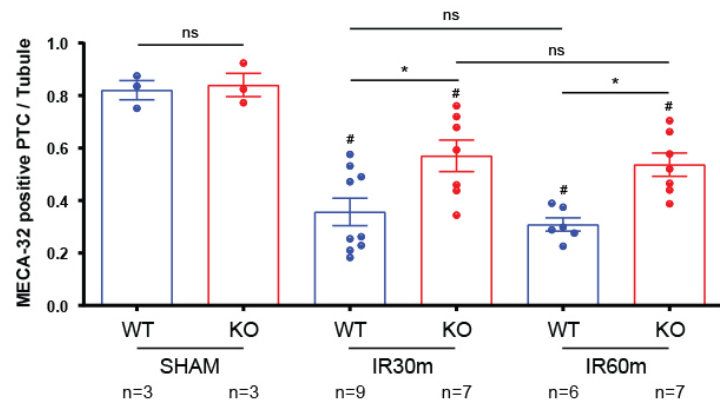 ns
ns
ns
*
*
#
#
#
#
MECA-32 positive PTC / Tubule
1.0
0.8
0.6
0.4
0.2
0.0
WT KO WT KO WT KO
SHAM IR30m IR60m
n=3 n=3 n=9 n=7 n=6 n=7